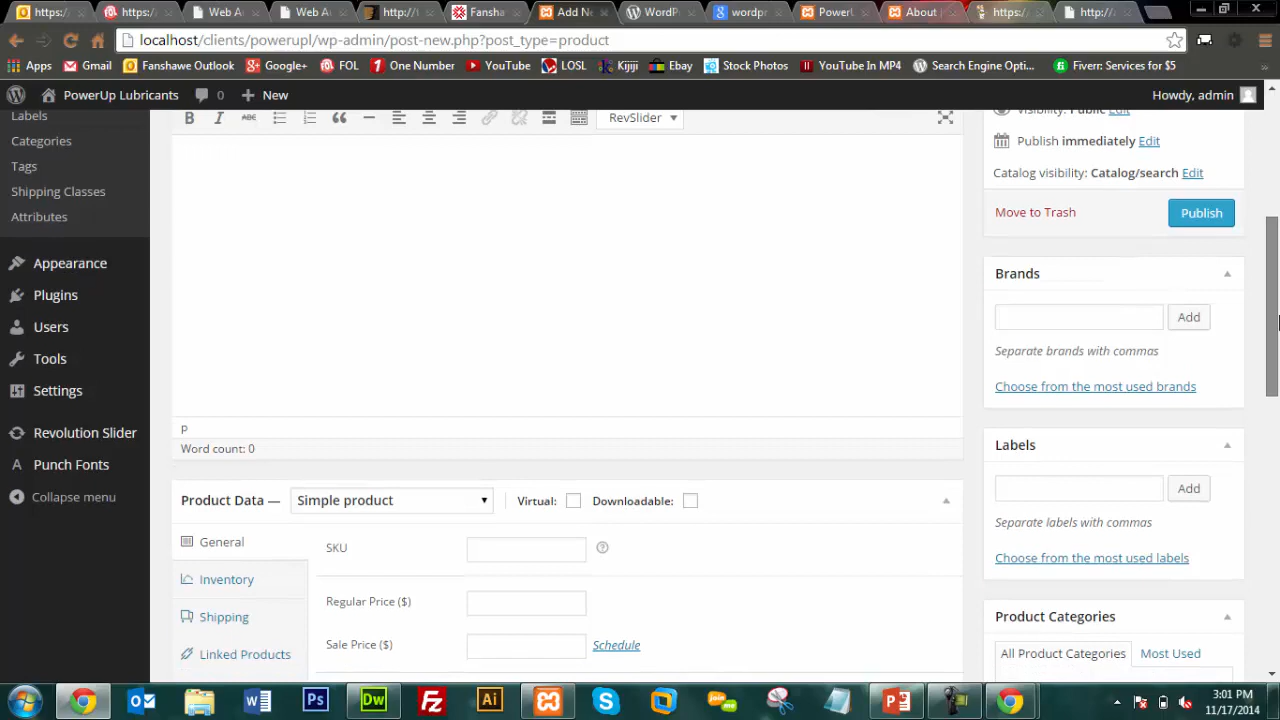 https: https: Web A Web A http:// Fansha Add Ne WordP wordpr PowerU About https: http://
localhost/clients/powerupl/wp-admin/post-new.php?post_type=product
Apps Gmail Fanshawe Outlook Google+ FOL One Number YouTube LOSL Kijiji Ebay Stock Photos YouTube In MP4 Search Engine Opti... Fiverr: Services for $5
PowerUp Lubricants 0 New Howdy, admin
Labels
Categories
Tags
Shipping Classes
Attributes
Appearance
Plugins
Users
Tools
Settings
Revolution Slider
Punch Fonts
Collapse menu
B I ABC RevSlider
p
Word count: 0
Product Data — Simple product Virtual: Downloadable:
General
Inventory
Shipping
Linked Products
SKU
Regular Price ($)
Sale Price ($) Schedule
Visibility: Public Edit
Publish immediately Edit
Catalog visibility: Catalog/search Edit
Move to Trash Publish
Brands
Add
Separate brands with commas
Choose from the most used brands
Labels
Add
Separate labels with commas
Choose from the most used labels
Product Categories
All Product Categories Most Used
3:01 PM
11/17/2014